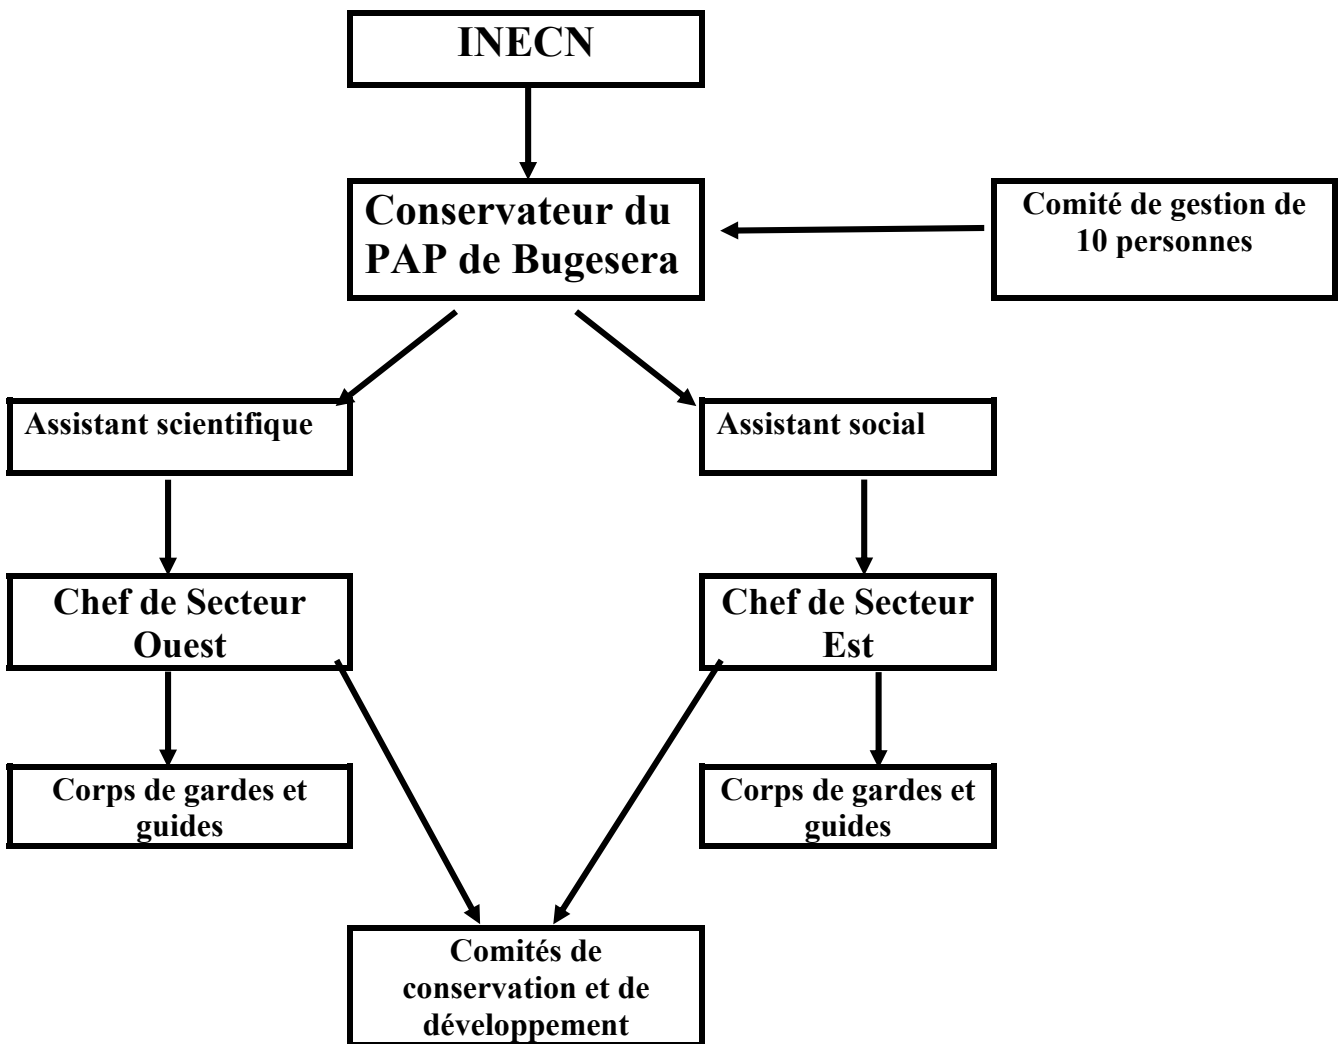 INECN
Conservateur du
PAP de Bugesera
Comité de gestion de
10 personnes
Assistant scientifique
Assistant social
Chef de Secteur
Ouest
Chef de Secteur
Est
Corps de gardes et
guides
Corps de gardes et
guides
Comités de
conservation et de
développement